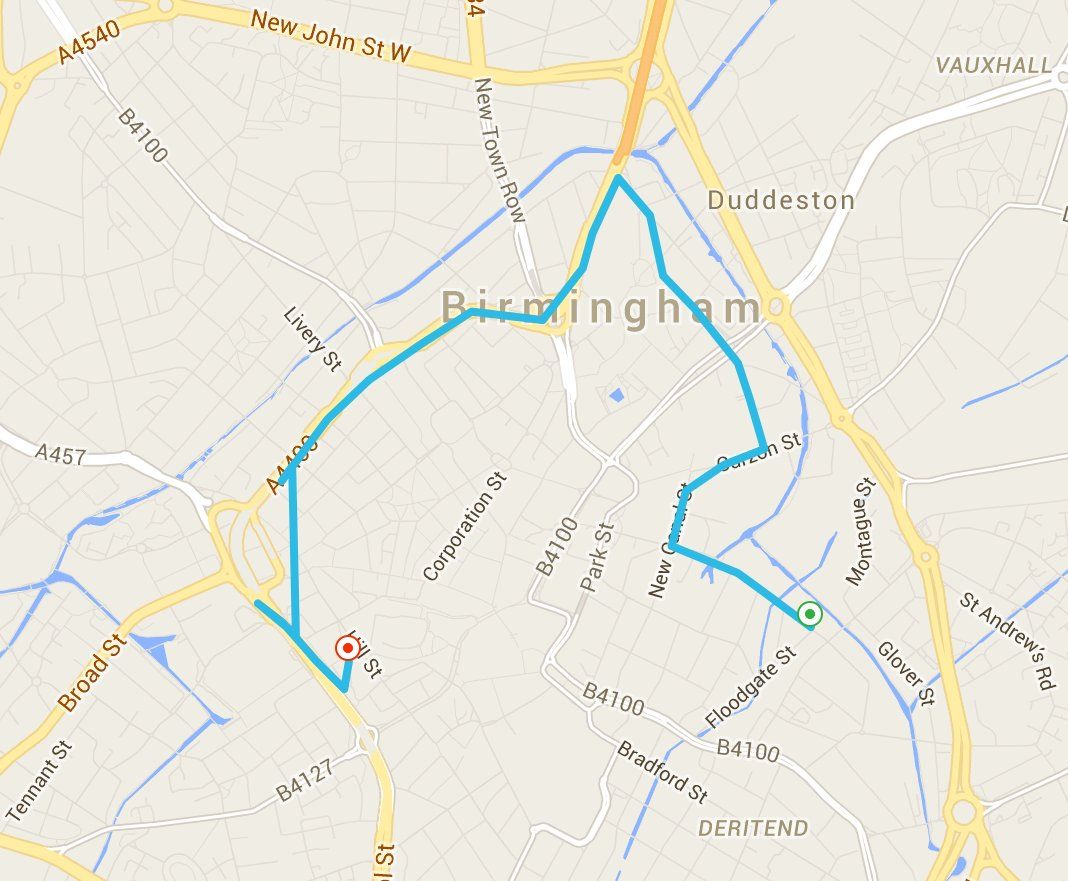 A4540
New John St W
34
VAUXHALL
B4100
New Town Row
Duddeston
Birmingham
Livery St
A457
Curzon St
Corporation St
B4100
Park St
New Canal St
Montague St
St Andrew's Rd
Hill St
Broad St
Floodgate St
Glover St
B4100
B4100
Tennant St
B4127
Bradford St
DERITEND
ol St